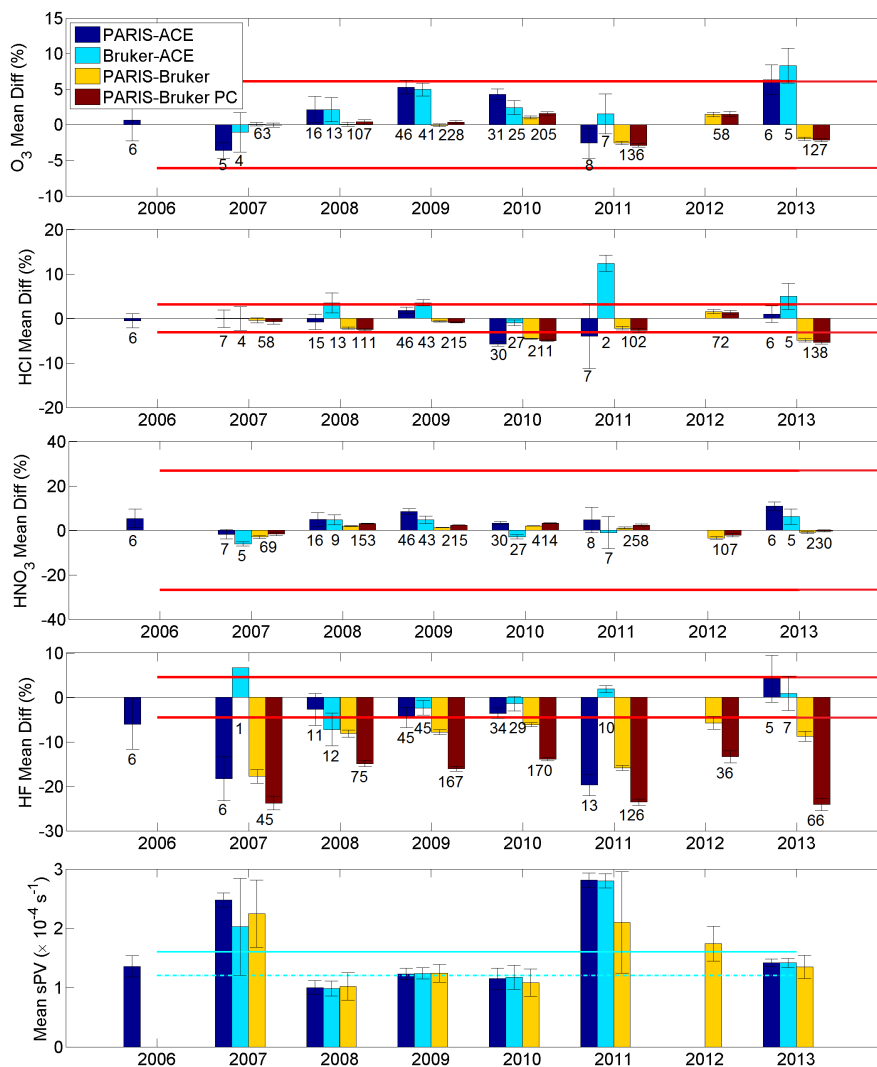 PARIS-ACE
Bruker-ACE
PARIS-Bruker
PARIS-Bruker PC
O3 Mean Diff (%)
15
10
5
0
-5
-10
6 5 4 63 16 13 107 46 41 228 31 25 205 8 7 136 58 6 5 127
2006 2007 2008 2009 2010 2011 2012 2013
HCl Mean Diff (%)
20
10
0
-10
-20
6 7 4 58 15 13 111 46 43 215 30 27 211 7 2 102 72 6 5 138
2006 2007 2008 2009 2010 2011 2012 2013
HNO3 Mean Diff (%)
40
20
0
-20
-40
6 7 5 69 16 9 153 46 43 215 30 27 414 8 7 258 107 6 5 230
2006 2007 2008 2009 2010 2011 2012 2013
HF Mean Diff (%)
10
0
-10
-20
-30
6 6 1 45 11 12 75 45 45 167 34 29 170 13 10 126 36 5 7 66
2006 2007 2008 2009 2010 2011 2012 2013
Mean sPV (× 10-4 s-1)
3
2
1
0
2006 2007 2008 2009 2010 2011 2012 2013